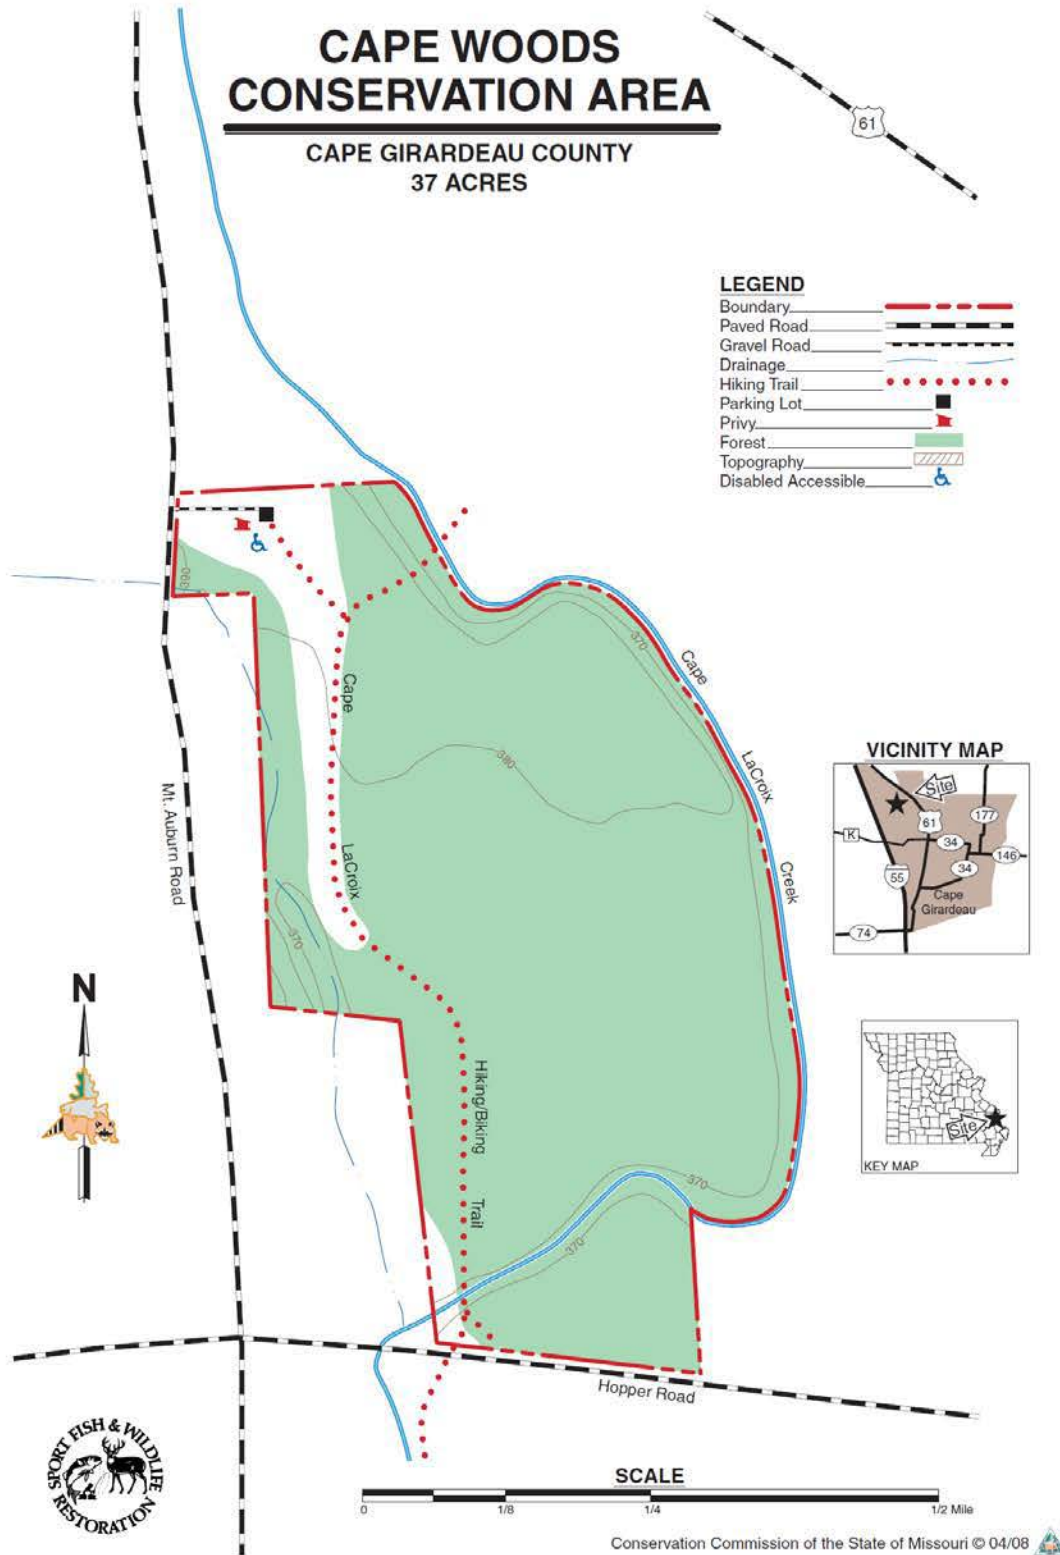 CAPE WOODS
CONSERVATION AREA
CAPE GIRARDEAU COUNTY
37 ACRES
61
LEGEND
Boundary
Paved Road
Gravel Road
Drainage
Hiking Trail
Parking Lot
Privy
Forest
Topography
Disabled Accessible
390
370
380
370
370
370
Cape
LaCroix
Creek
Cape
LaCroix
Hiking/Biking
Trail
Mt. Auburn Road
Hopper Road
N
VICINITY MAP
Site
61
177
K
34
146
34
55
Cape
Girardeau
74
Site
KEY MAP
SPORT FISH & WILDLIFE
RESTORATION
SCALE
0 1/8 1/4 1/2 Mile
Conservation Commission of the State of Missouri © 04/08